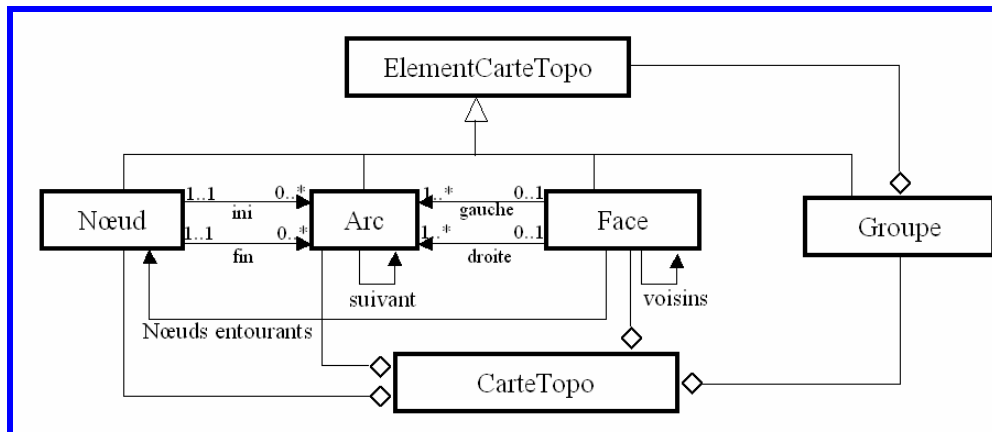 ElementCarteTopo
1..1 0..* 1..* 0..1
Nœud ini Arc gauche Face Groupe
1..1 0..* 1..* 0..1
fin droite
suivant voisins
Nœuds entourants
CarteTopo